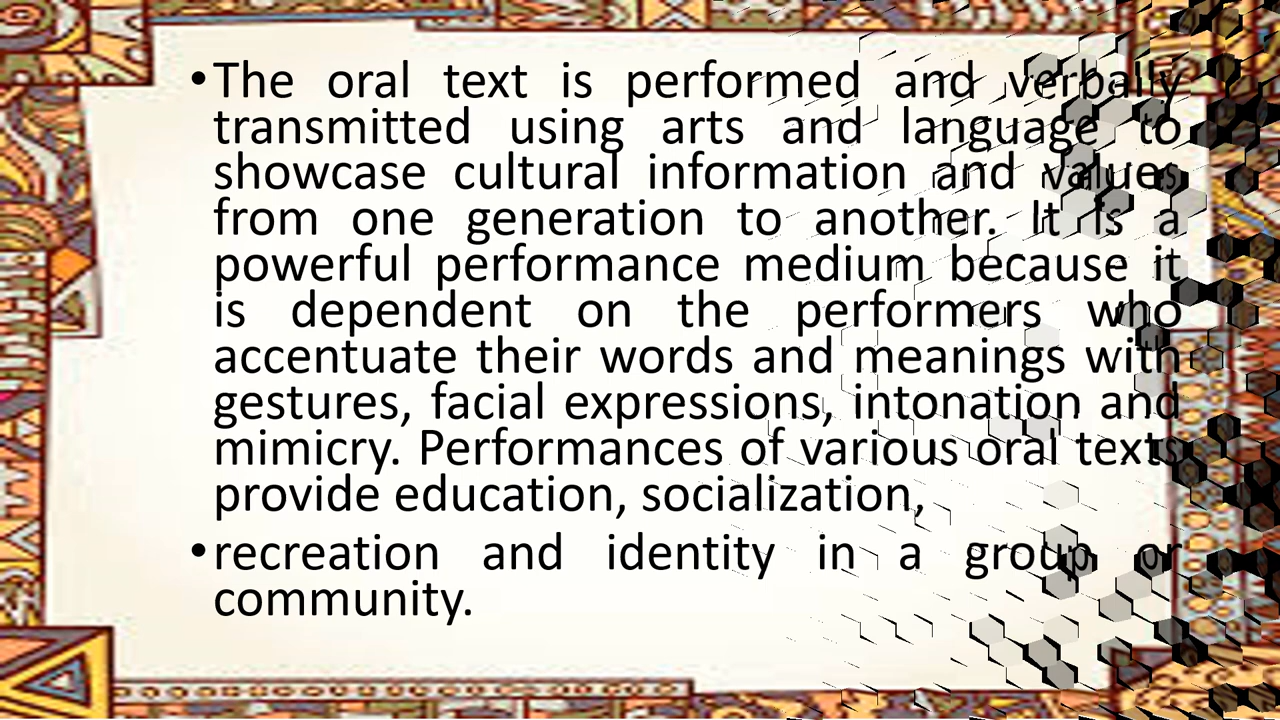 •The oral text is performed and verbally
transmitted using arts and language to
showcase cultural information and values
from one generation to another. It is a
powerful performance medium because it
is dependent on the performers who
accentuate their words and meanings with
gestures, facial expressions, intonation and
mimicry. Performances of various oral texts
provide education, socialization,
•recreation and identity in a group or
community.